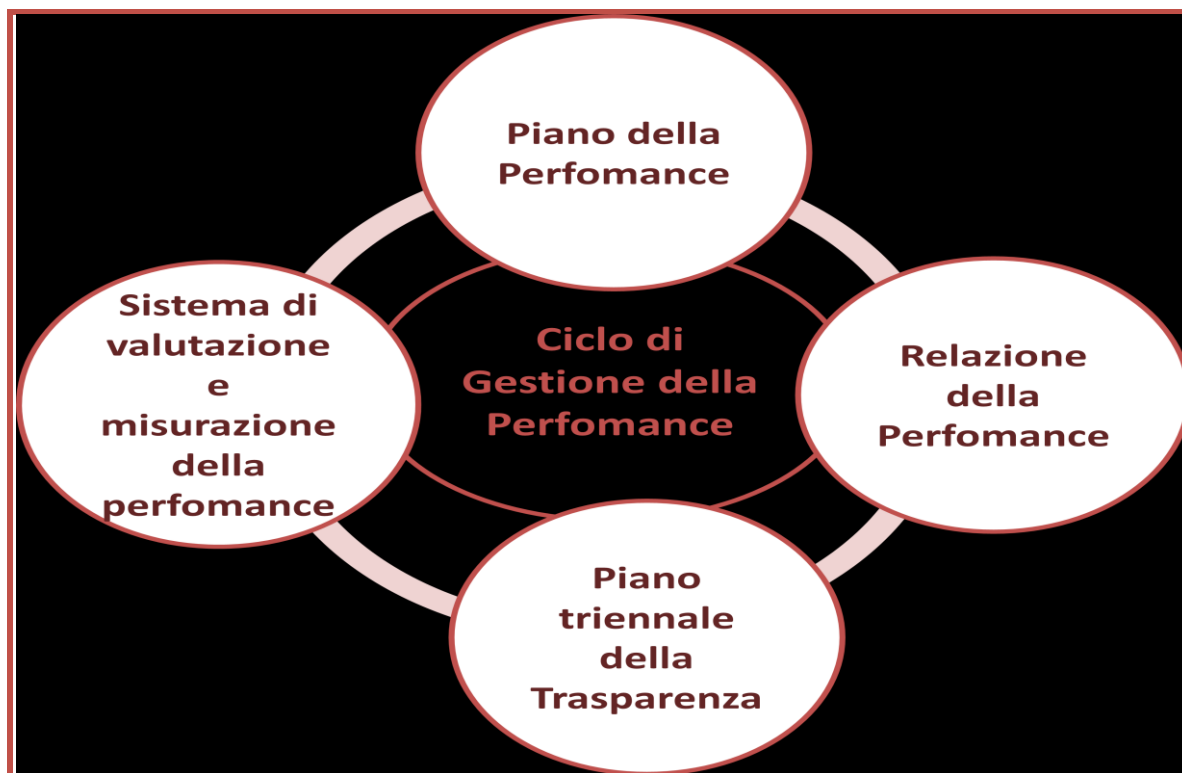 Piano della
Perfomance
Sistema di
valutazione
e
misurazione
della
perfomance
Ciclo di
Gestione della
Perfomance
Relazione
della
Perfomance
Piano
triennale
della
Trasparenza